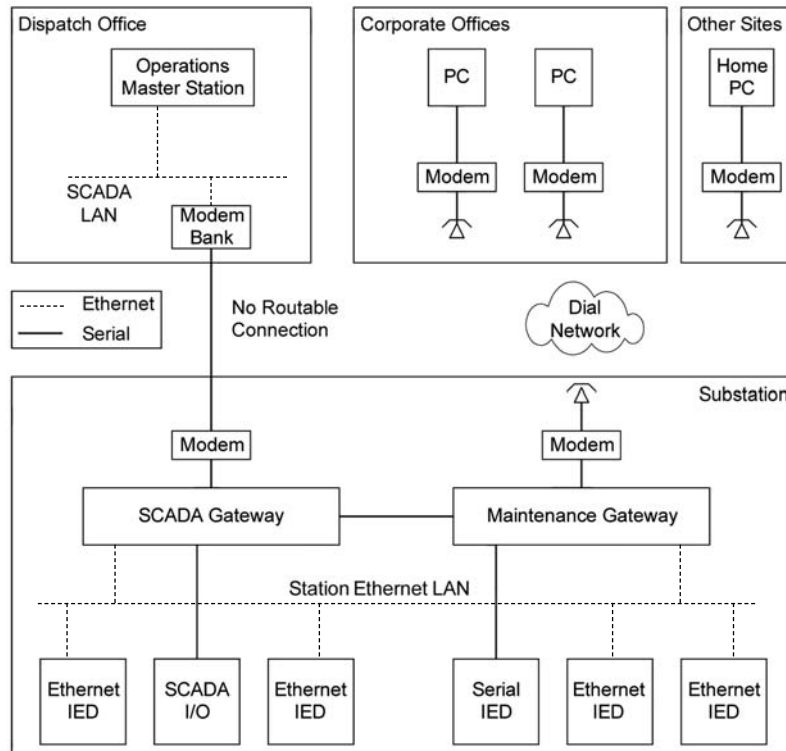 Dispatch Office
Operations
Master Station
SCADA
LAN
Modem
Bank
Corporate Offices
PC
PC
Modem
Modem
Other Sites
Home
PC
Modem
Ethernet
Serial
No Routable
Connection
Dial
Network
Substation
Modem
Modem
SCADA Gateway
Maintenance Gateway
Station Ethernet LAN
Ethernet
IED
SCADA
I/O
Ethernet
IED
Serial
IED
Ethernet
IED
Ethernet
IED